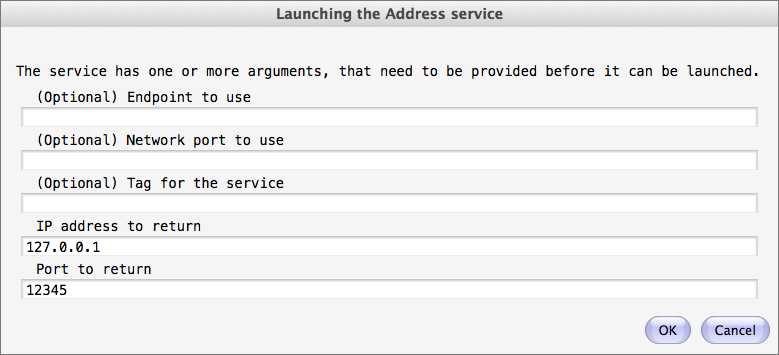 Launching the Address service
The service has one or more arguments, that need to be provided before it can be launched.
(Optional) Endpoint to use
(Optional) Network port to use
(Optional) Tag for the service
IP address to return
127.0.0.1
Port to return
12345
OK Cancel